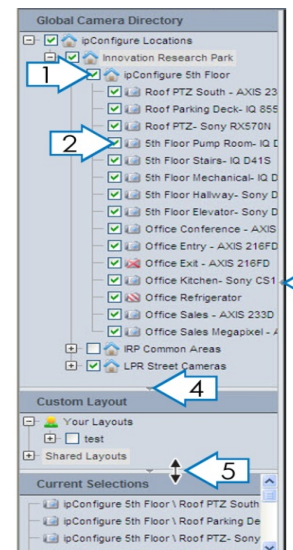 Global Camera Directory
ipConfigure Locations
Innovation Research Park
1
ipConfigure 5th Floor
Roof PTZ South - AXIS 23
Roof Parking Deck- IQ 855
Roof PTZ- Sony RX570N
2
5th Floor Pump Room- IQ D
5th Floor Stairs- IQ D41S
5th Floor Mechanical- IQ D
5th Floor Hallway- Sony D
5th Floor Elevator- Sony D
Office Conference - AXIS
Office Entry - AXIS 216FD
Office Exit - AXIS 216FD
Office Kitchen- Sony CS1
Office Refrigerator
Office Sales - AXIS 233D
Office Sales Megapixel - A
IRP Common Areas
LPR Street Cameras
4
Custom Layout
Your Layouts
test
Shared Layouts
5
Current Selections
ipConfigure 5th Floor \ Roof PTZ South
ipConfigure 5th Floor \ Roof Parking De
ipConfigure 5th Floor \ Roof PTZ- Sony